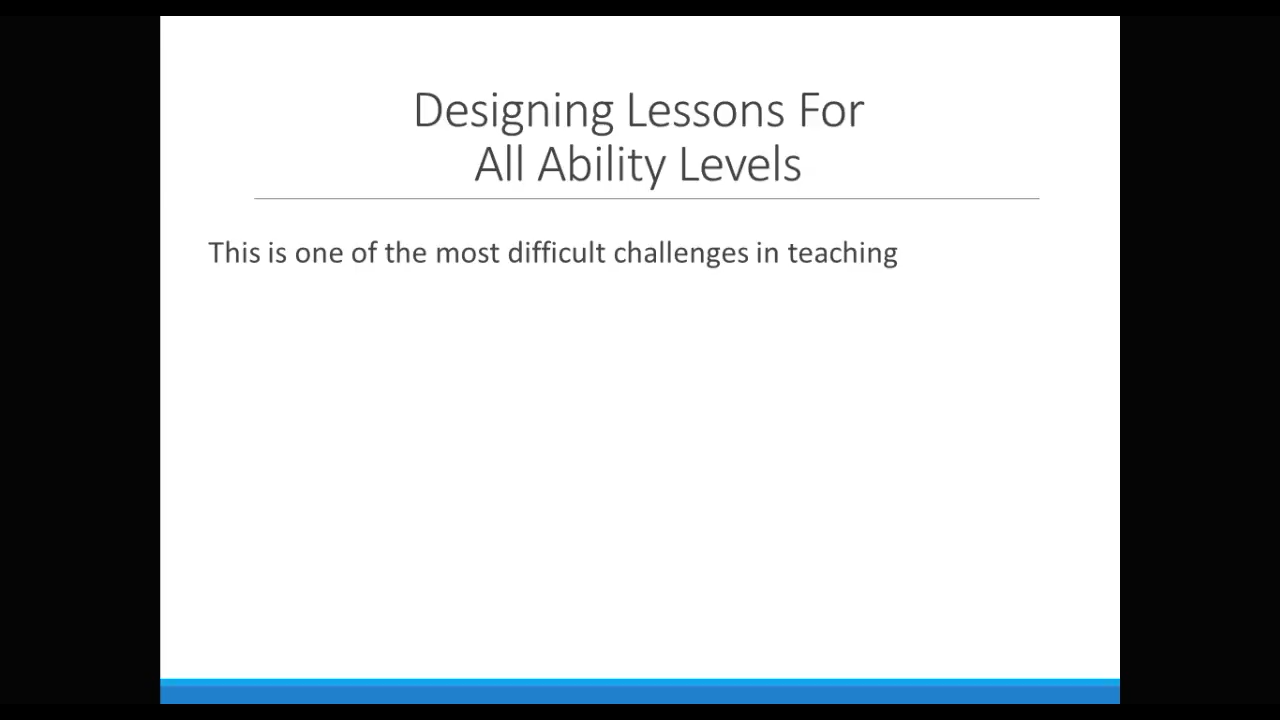 Designing Lessons For
All Ability Levels
This is one of the most difficult challenges in teaching